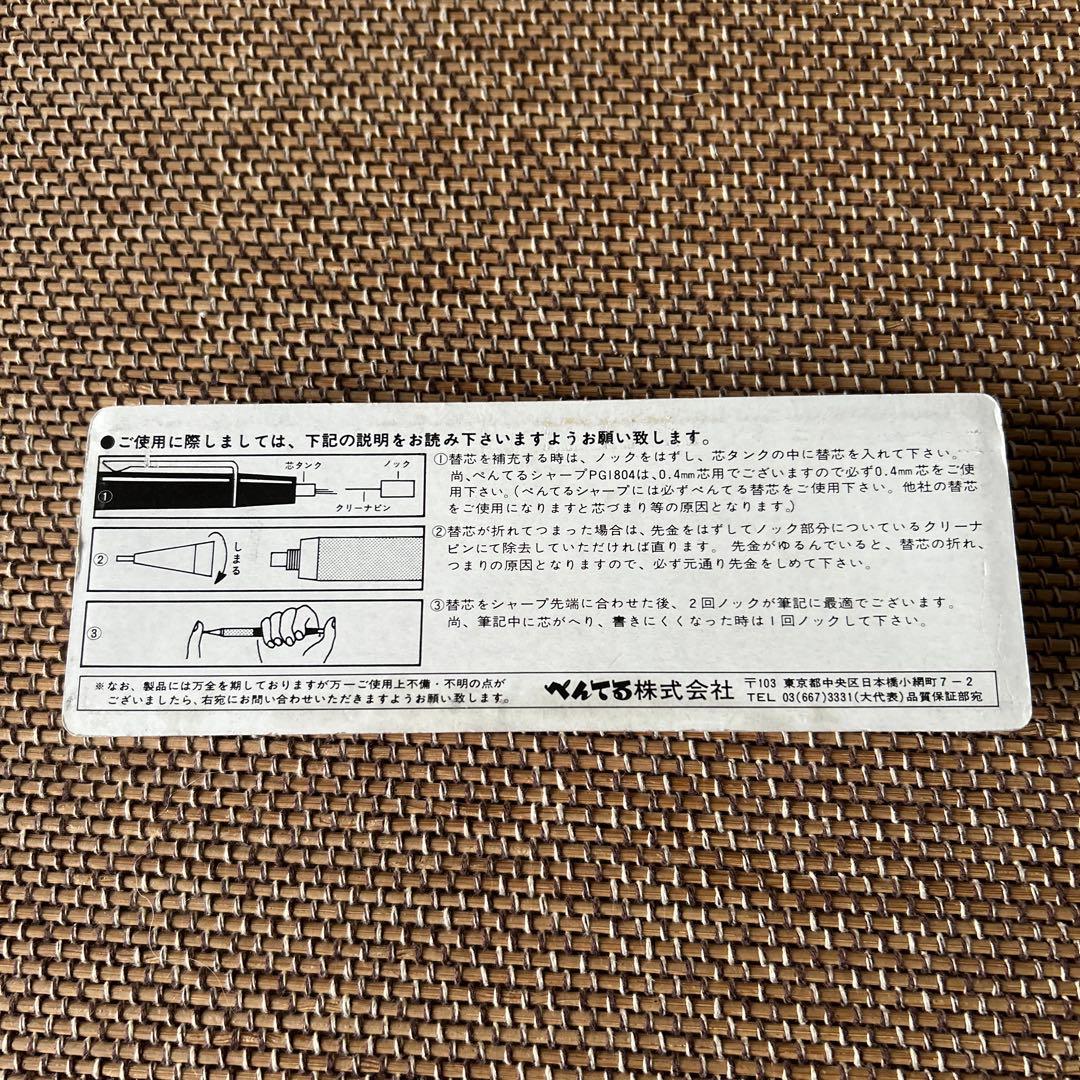 ●ご使用に際しましては、下記の説明をお読み下さいますようお願い致します。
芯タンク
ノック
クリーナピン
①
①替芯を補充する時は、ノックをはずし、芯タンクの中に替芯を入れて下さい。
尚、ぺんてるシャープPG1804は、0.4mm芯用でございますので必ず0.4mm芯をご使
用下さい。(ぺんてるシャープには必ずぺんてる替芯をご使用下さい。他社の替芯
をご使用になりますと芯づまり等の原因となります。)
②
しまる
②替芯が折れてつまった場合は、先金をはずしてノック部分についているクリーナ
ピンにて除去していただければ直ります。 先金がゆるんでいると、替芯の折れ、
つまりの原因となりますので、必ず元通り先金をしめて下さい。
③
③替芯をシャープ先端に合わせた後、2回ノックが筆記に最適でございます。
尚、筆記中に芯がへり、書きにくくなった時は1回ノックして下さい。
※なお、製品には万全を期しておりますが万一ご使用上不備・不明の点が
ございましたら、右宛にお問い合わせいただきますようお願い致します。
ぺんてる株式会社
〒103 東京都中央区日本橋小網町7-2
TEL 03(667)3331(大代表)品質保証部宛